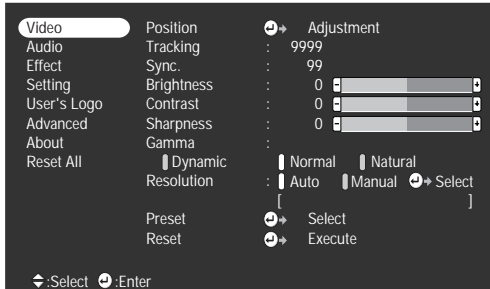 Video Position Adjustment
Audio Tracking : 9999
Effect Sync. : 99
Setting Brightness : 0 - +
User's Logo Contrast : 0 - +
Advanced Sharpness : 0 - +
About Gamma :
Reset All Dynamic Normal Natural
Resolution : Auto Manual Select
[ ]
Preset Select
Reset Execute
:Select :Enter